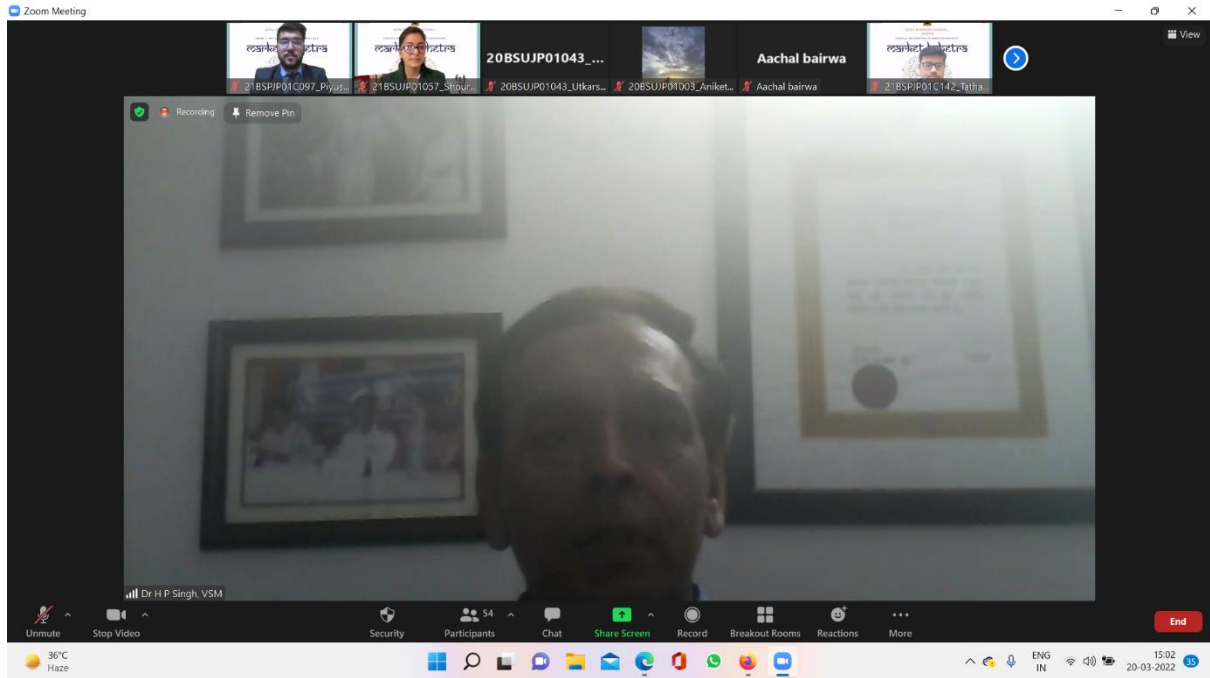 Zoom Meeting
View
20BSUJP01043_...
Aachal bairwa
21BSPJP01C097_Piyus...
21BSUJP01057_Shour...
20BSUJP01043_Utkars...
20BSUJP01003_Aniket...
Aachal bairwa
21BSPJP01C142_Tatha...
Recording
Remove Pin
Dr H P Singh, VSM
Unmute
Stop Video
Security
Participants
54
Chat
Share Screen
Record
Breakout Rooms
Reactions
More
End
36°C
Haze
ENG
IN
15:02
20-03-2022
35